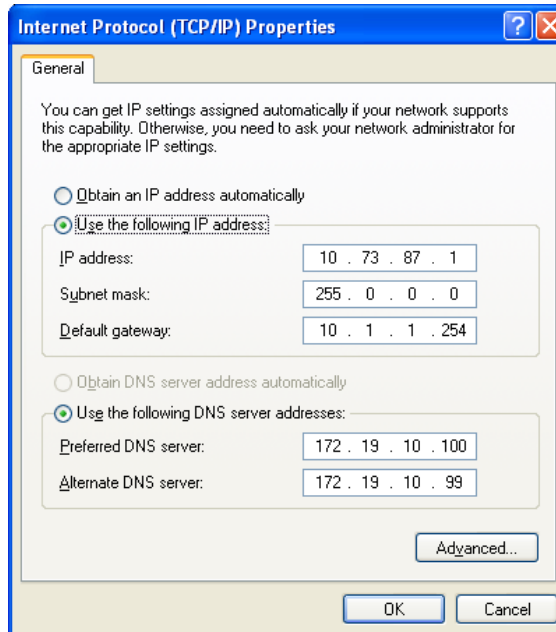 Internet Protocol (TCP/IP) Properties
General
You can get IP settings assigned automatically if your network supports
this capability. Otherwise, you need to ask your network administrator for
the appropriate IP settings.
Obtain an IP address automatically
Use the following IP address:
IP address: 10 . 73 . 87 . 1
Subnet mask: 255 . 0 . 0 . 0
Default gateway: 10 . 1 . 1 . 254
Obtain DNS server address automatically
Use the following DNS server addresses:
Preferred DNS server: 172 . 19 . 10 . 100
Alternate DNS server: 172 . 19 . 10 . 99
Advanced...
OK Cancel